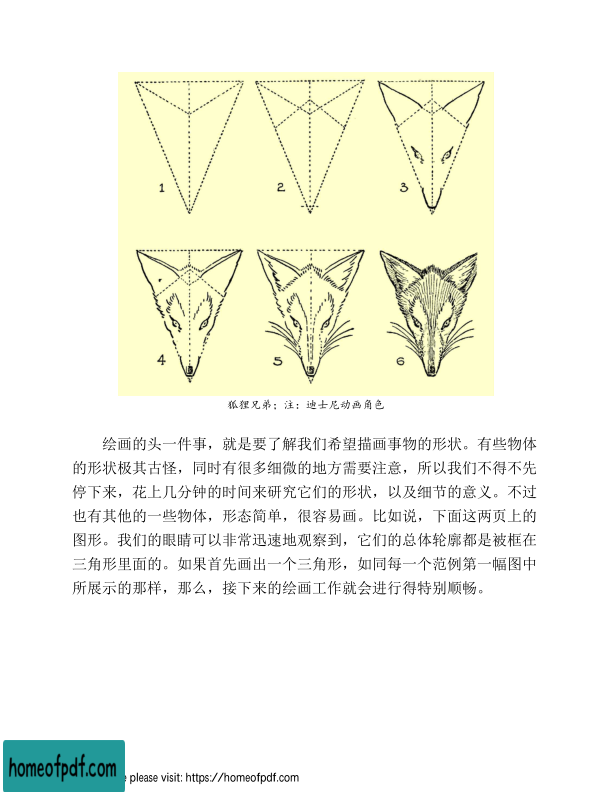 1
2
3
4
5
6
狐狸兄弟；注：迪士尼动画角色
绘画的头一件事，就是要了解我们希望描画事物的形状。有些物体
的形状极其古怪，同时有很多细微的地方需要注意，所以我们不得不先
停下来，花上几分钟的时间来研究它们的形状，以及细节的意义。不过
也有其他的一些物体，形态简单，很容易画。比如说，下面这两页上的
图形。我们的眼睛可以非常迅速地观察到，它们的总体轮廓都是被框在
三角形里面的。如果首先画出一个三角形，如同每一个范例第一幅图中
所展示的那样，那么，接下来的绘画工作就会进行得特别顺畅。
homeofpdf.com
please visit: https://homeofpdf.com